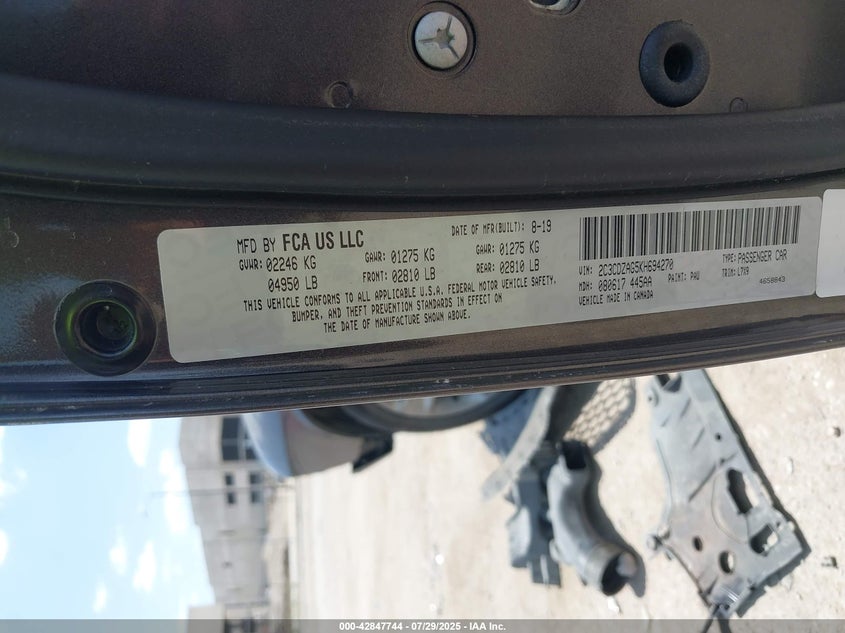 MFD BY FCA US LLC
DATE OF MFR(BUILT): 8-19
GVWR: 02246 KG
GAWR: 01275 KG
GAWR: 01275 KG
04950 LB
FRONT: 02810 LB
REAR: 02810 LB
THIS VEHICLE CONFORMS TO ALL APPLICABLE U.S.A. FEDERAL MOTOR VEHICLE SAFETY,
BUMPER, AND THEFT PREVENTION STANDARDS IN EFFECT ON
THE DATE OF MANUFACTURE SHOWN ABOVE.
VIN: 2C3CDZAG5KH694270
TYPE: PASSENGER CAR
MDH: 080617 445AA
PAINT: PAU
TRIM: L7X9
VEHICLE MADE IN CANADA
4658843
000-42847744 / 07/29/2025 - IAA Inc.